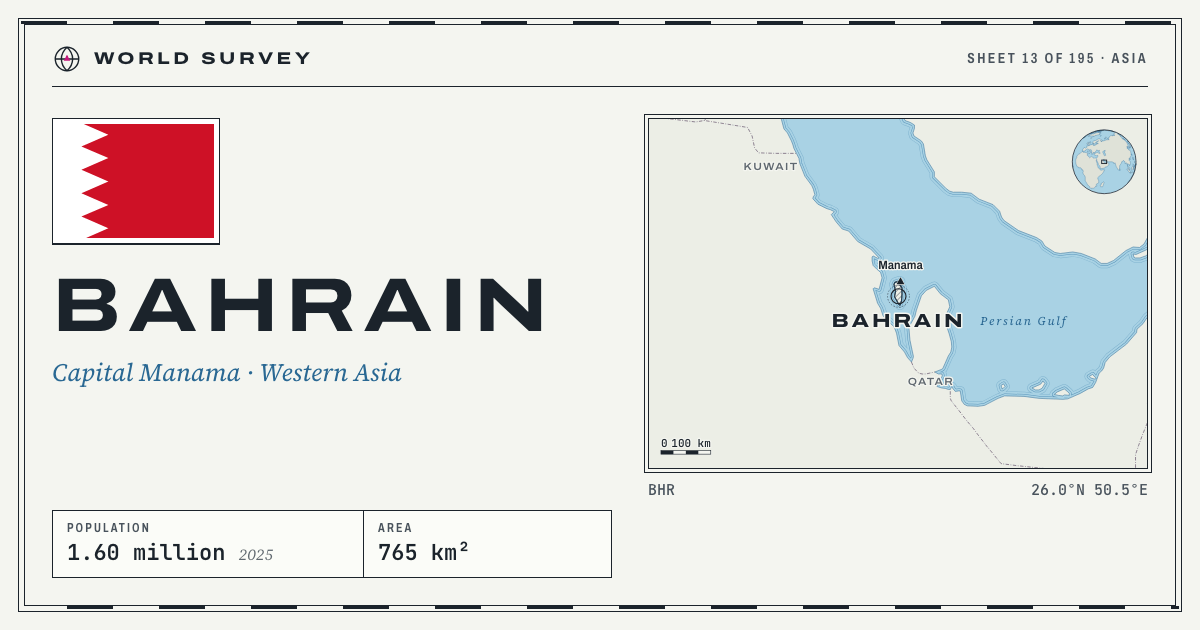 WORLD SURVEY
SHEET 13 OF 195 · ASIA
BAHRAIN
Capital Manama · Western Asia
POPULATION
1.60 million 2025
AREA
765 km²
KUWAIT
Manama
BAHRAIN
Persian Gulf
QATAR
0 100 km
BHR
26.0°N 50.5°E